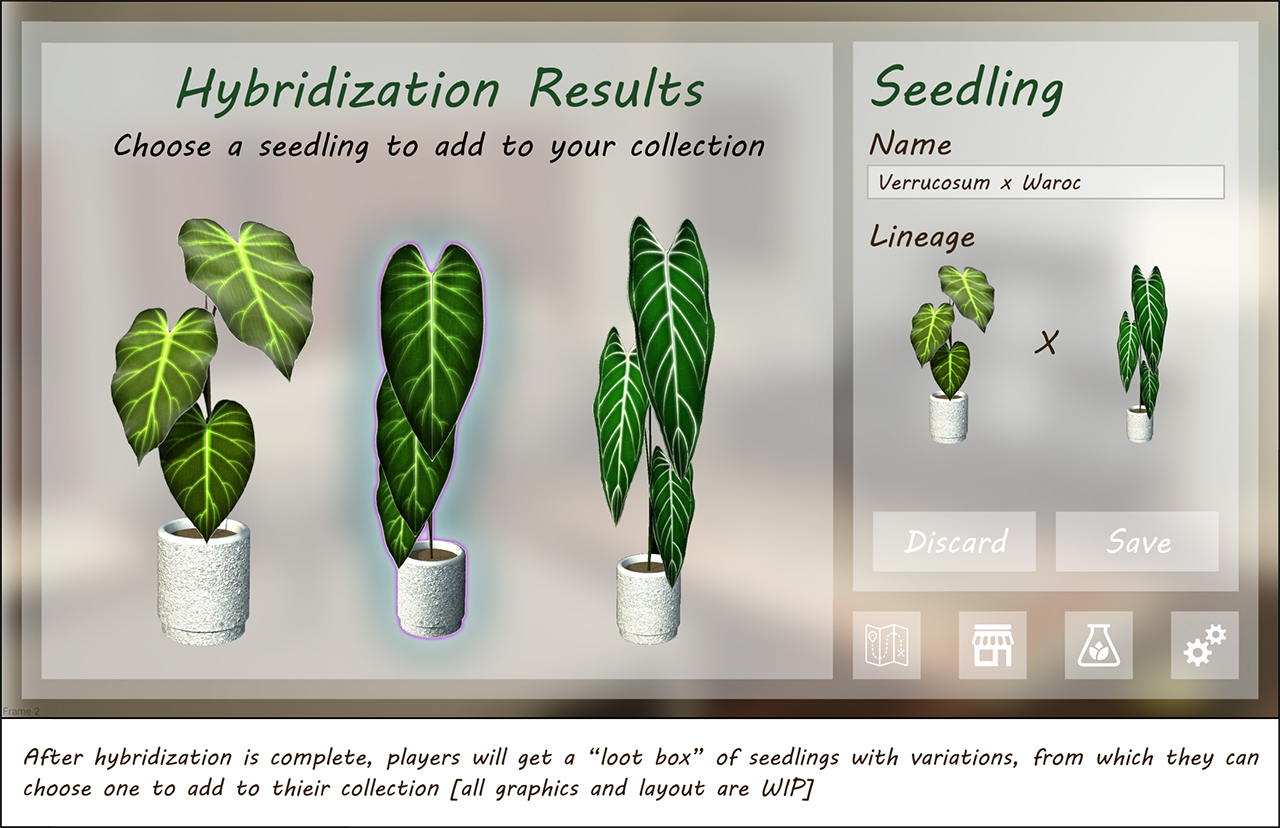 Hybridization Results
Choose a seedling to add to your collection
Seedling
Name
Verrucosum x Waroc
Lineage
X
Discard
Save
Frame 2
After hybridization is complete, players will get a “loot box” of seedlings with variations, from which they can
choose one to add to thieir collection [all graphics and layout are WIP]